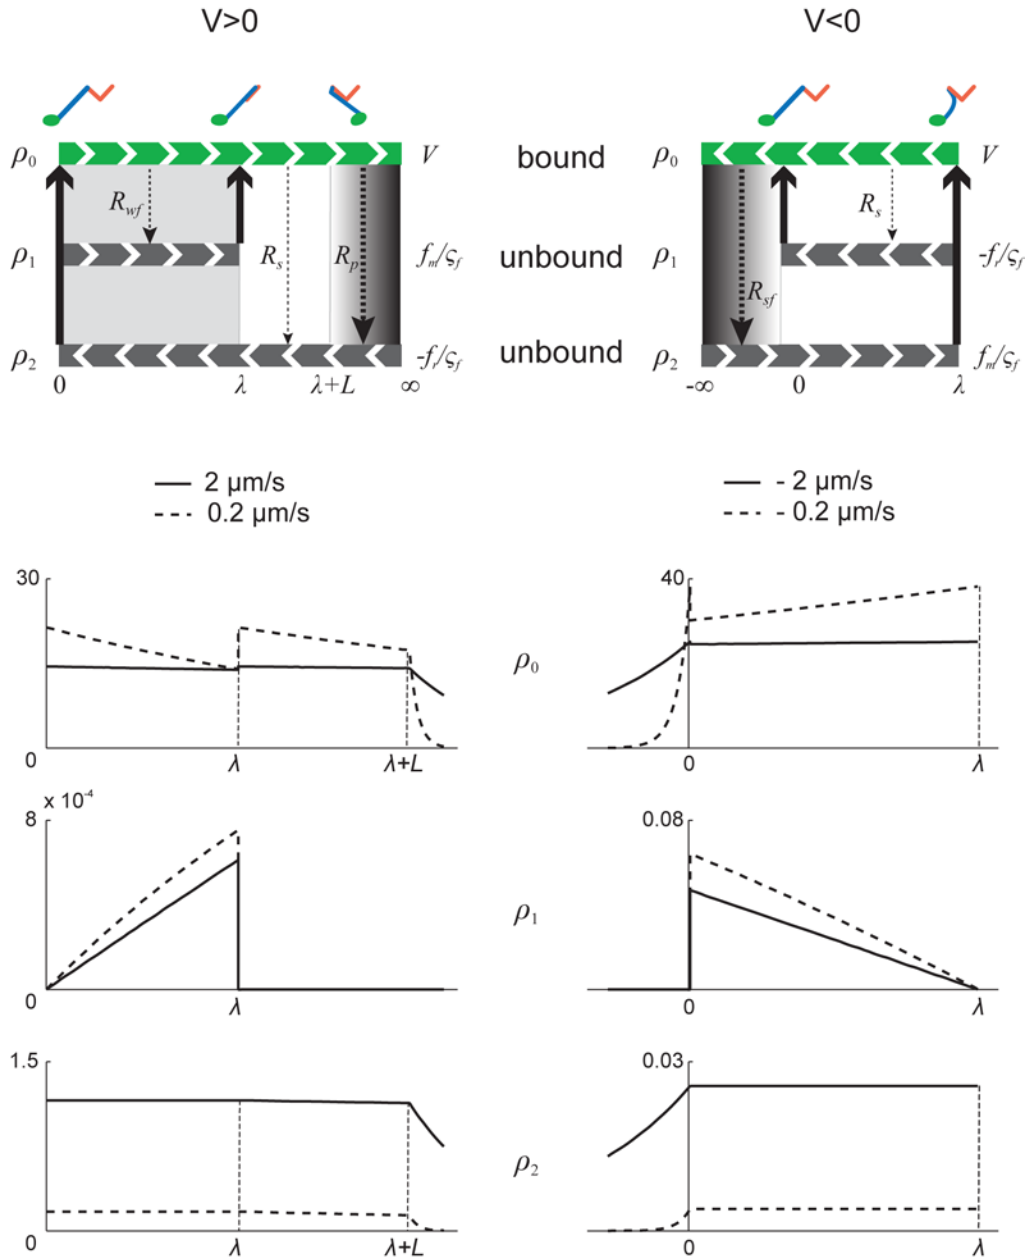 V>0 V<0
ρ0 V bound ρ0 V
Rwf Rs
ρ1 Rs Rp fm/ςf unbound ρ1 -fr/ςf
Rsf
ρ2 -fr/ςf unbound ρ2 fm/ςf
0 λ λ+L ∞ -∞ 0 λ
2 μm/s - 2 μm/s
0.2 μm/s - 0.2 μm/s
30 40
ρ0
0 λ λ+L 0 λ
x 10-4
8 0.08
ρ1
0 λ 0 λ
1.5 0.03
ρ2
0 λ λ+L 0 λ